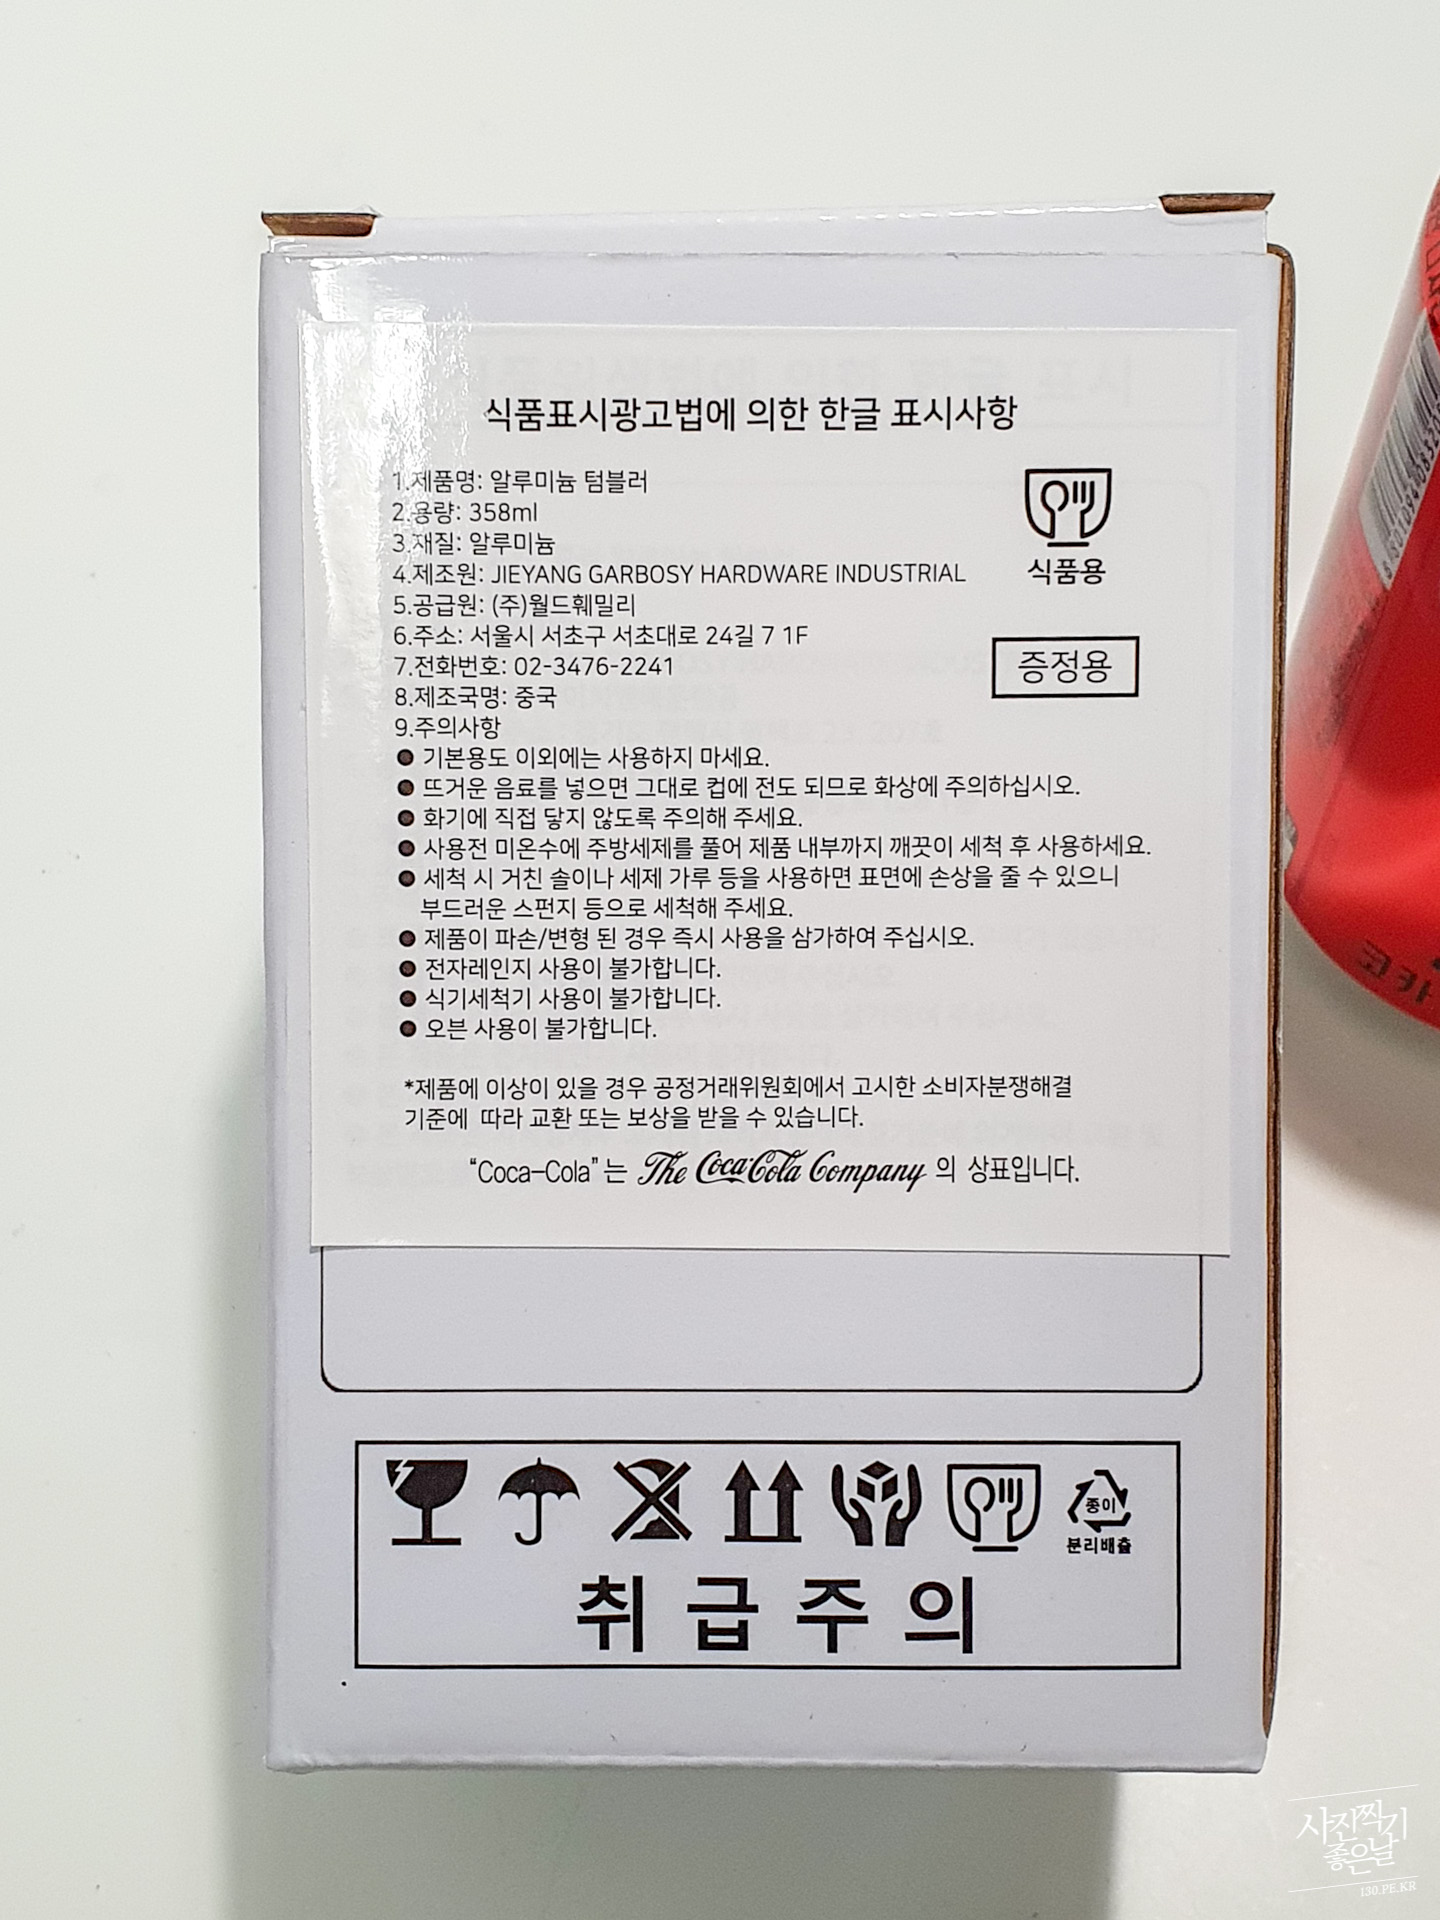 식품표시광고법에 의한 한글 표시사항
1.제품명: 알루미늄 텀블러
2.용량: 358ml
3.재질: 알루미늄
4.제조원: JIEYANG GARBOSY HARDWARE INDUSTRIAL
5.공급원: (주)월드훼밀리
6.주소: 서울시 서초구 서초대로 24길 7 1F
7.전화번호: 02-3476-2241
8.제조국명: 중국
식품용
증정용
9.주의사항
● 기본용도 이외에는 사용하지 마세요.
● 뜨거운 음료를 넣으면 그대로 컵에 전도 되므로 화상에 주의하십시오.
● 화기에 직접 닿지 않도록 주의해 주세요.
● 사용전 미온수에 주방세제를 풀어 제품 내부까지 깨끗이 세척 후 사용하세요.
● 세척 시 거친 솔이나 세제 가루 등을 사용하면 표면에 손상을 줄 수 있으니
부드러운 스펀지 등으로 세척해 주세요.
● 제품이 파손/변형 된 경우 즉시 사용을 삼가하여 주십시오.
● 전자레인지 사용이 불가합니다.
● 식기세척기 사용이 불가합니다.
● 오븐 사용이 불가합니다.
*제품에 이상이 있을 경우 공정거래위원회에서 고시한 소비자분쟁해결
기준에 따라 교환 또는 보상을 받을 수 있습니다.
“Coca-Cola”는 The Coca-Cola Company 의 상표입니다.
종이
분리배출
취급주의
코카
사진찍기
좋은날
130.PE.KR